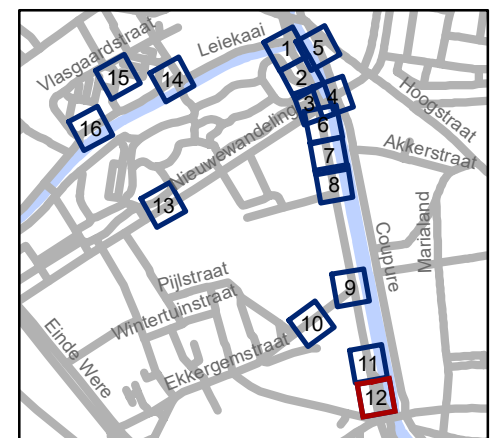 Vlasgaardstraat
Leiekaai
1
5
2
15
14
3
4
Hoogstraat
16
6
Nieuwewandeling
7
Akkerstraat
8
13
Marialand
Coupure
Pijlstraat
9
Wintertuinstraat
10
Einde Were
Ekkergemstraat
11
12